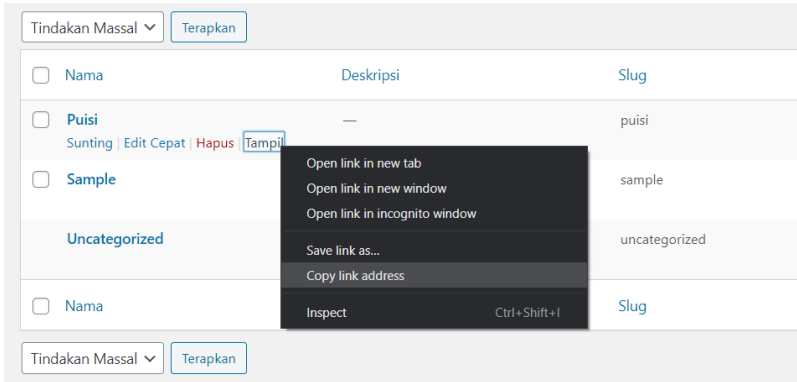 Tindakan Massal Terapkan
Nama Deskripsi Slug
Puisi — puisi
Sunting | Edit Cepat | Hapus | Tampil
Open link in new tab
Sample sample
Open link in new window
Open link in incognito window
Uncategorized uncategorized
Save link as...
Copy link address
Nama Slug
Inspect Ctrl+Shift+I
Tindakan Massal Terapkan